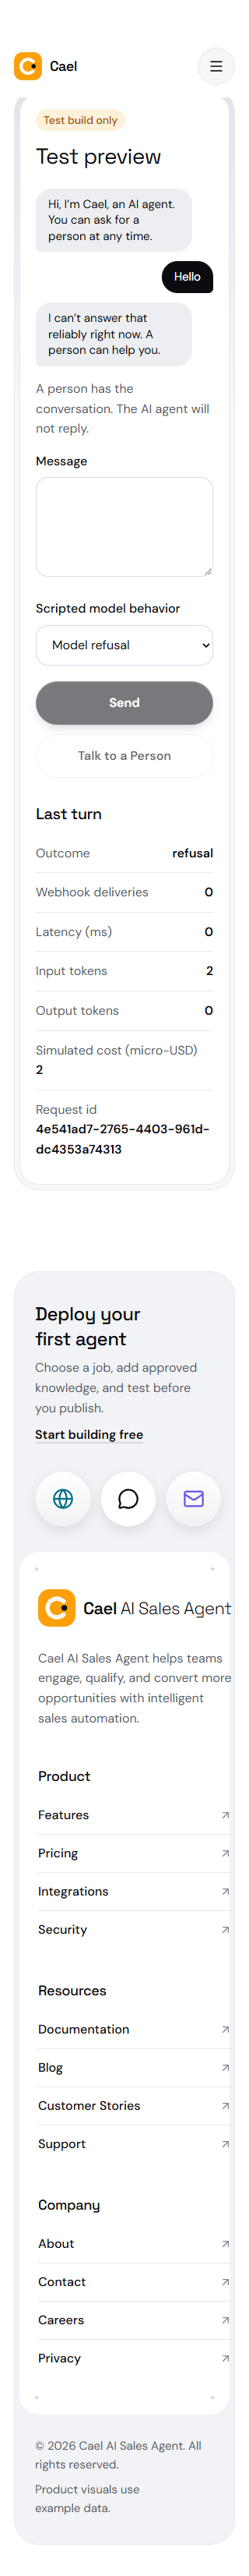 Cael
Test build only
Test preview
Hi, I'm Cael, an AI agent.
You can ask for a
person at any time.
Hello
I can't answer that
reliably right now. A
person can help you.
A person has the
conversation. The AI agent will
not reply.
Message
Scripted model behavior
Model refusal
Send
Talk to a Person
Last turn
Outcome refusal
Webhook deliveries 0
Latency (ms) 0
Input tokens 2
Output tokens 0
Simulated cost (micro-USD)
2
Request id
4e541ad7-2765-4403-961d-
dc4353a74313
Deploy your
first agent
Choose a job, add approved
knowledge, and test before
you publish.
Start building free
Cael AI Sales Agent
Cael AI Sales Agent helps teams
engage, qualify, and convert more
opportunities with intelligent
sales automation.
Product
Features
Pricing
Integrations
Security
Resources
Documentation
Blog
Customer Stories
Support
Company
About
Contact
Careers
Privacy
© 2026 Cael AI Sales Agent. All
rights reserved.
Product visuals use
example data.